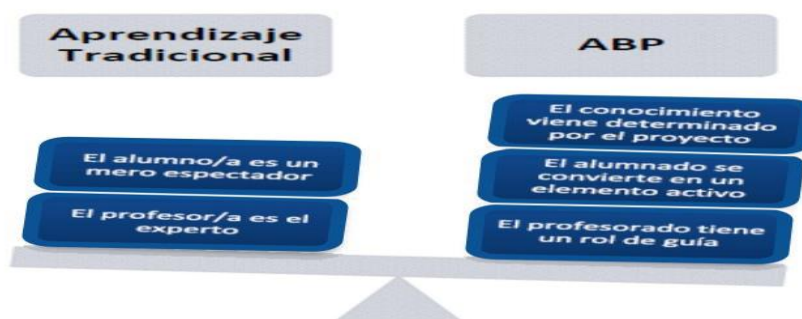 Aprendizaje
Tradicional
ABP
El alumno/a es un
mero espectador
El profesor/a es el
experto
El conocimiento
viene determinado
por el proyecto
El alumnado se
convierte en un
elemento activo
El profesorado tiene
un rol de guía